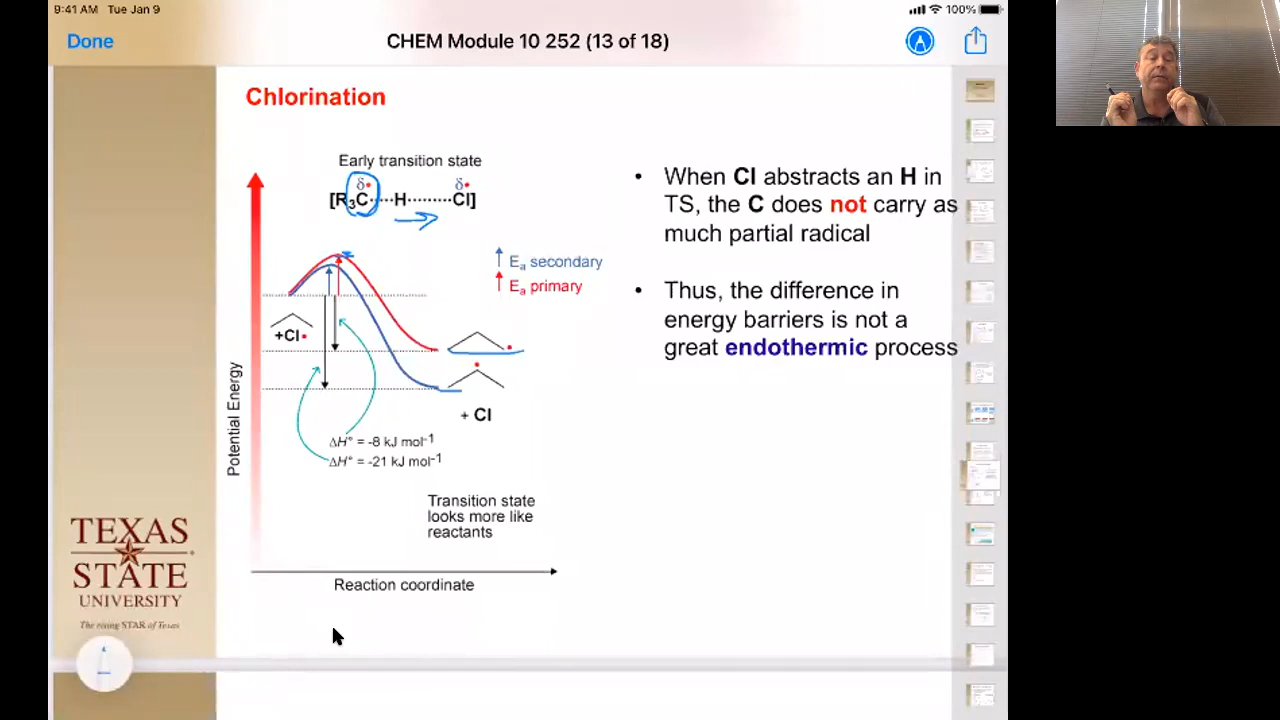 9:41 AM Tue Jan 9
100%
Done
CHEM Module 10 252 (13 of 18)
Chlorination
Early transition state
δ• δ•
[R3C·····H·········Cl]
When Cl abstracts an H in
TS, the C does not carry as
much partial radical
Ea secondary
Ea primary
Thus, the difference in
energy barriers is not a
great endothermic process
+Cl•
+ Cl
Potential Energy
ΔH° = -8 kJ mol-1
ΔH° = -21 kJ mol-1
Transition state
looks more like
reactants
Reaction coordinate
TEXAS
STATE
UNIVERSITY
The rising STAR of Texas